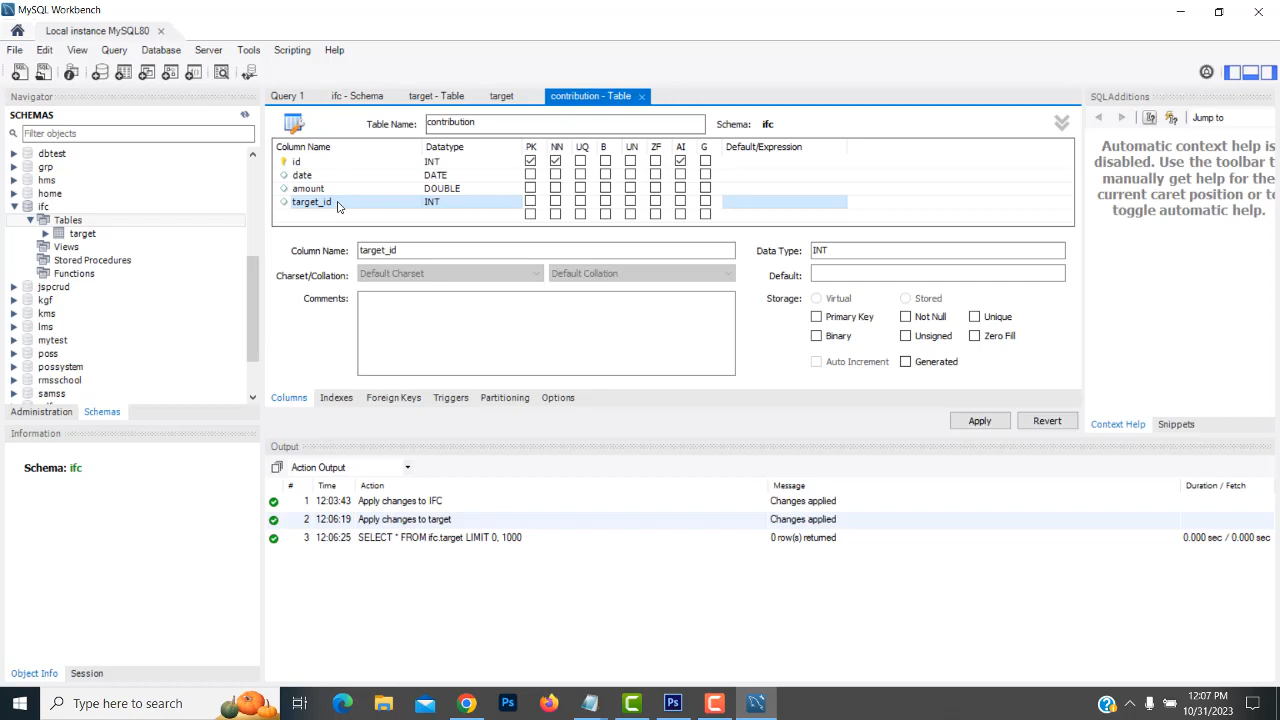 MySQL Workbench
Local instance MySQL80
File Edit View Query Database Server Tools Scripting Help
Navigator
SCHEMAS
Filter objects
dbtest
grp
hms
home
ifc
Tables
target
Views
Stored Procedures
Functions
jspcrud
kgf
kms
lms
mytest
poss
possystem
rmsschool
samss
Administration Schemas
Information
Schema: ifc
Object Info Session
Query 1 ifc - Schema target - Table target contribution - Table
Table Name: contribution Schema: ifc
Column Name Datatype PK NN UQ B UN ZF AI G Default/Expression
id INT
date DATE
amount DOUBLE
target_id INT
Column Name: target_id Data Type: INT
Charset/Collation: Default Charset Default Collation Default:
Comments: Storage: Virtual Stored
Primary Key Not Null Unique
Binary Unsigned Zero Fill
Auto Increment Generated
Columns Indexes Foreign Keys Triggers Partitioning Options
Apply Revert
Output
Action Output
# Time Action Message Duration / Fetch
1 12:03:43 Apply changes to IFC Changes applied
2 12:06:19 Apply changes to target Changes applied
3 12:06:25 SELECT * FROM ifc.target LIMIT 0, 1000 0 row(s) returned 0.000 sec / 0.000 sec
SQLAdditions
Jump to
Automatic context help is
disabled. Use the toolbar t
manually get help for the
current caret position or to
toggle automatic help.
Context Help Snippets
Type here to search
12:07 PM
10/31/2023